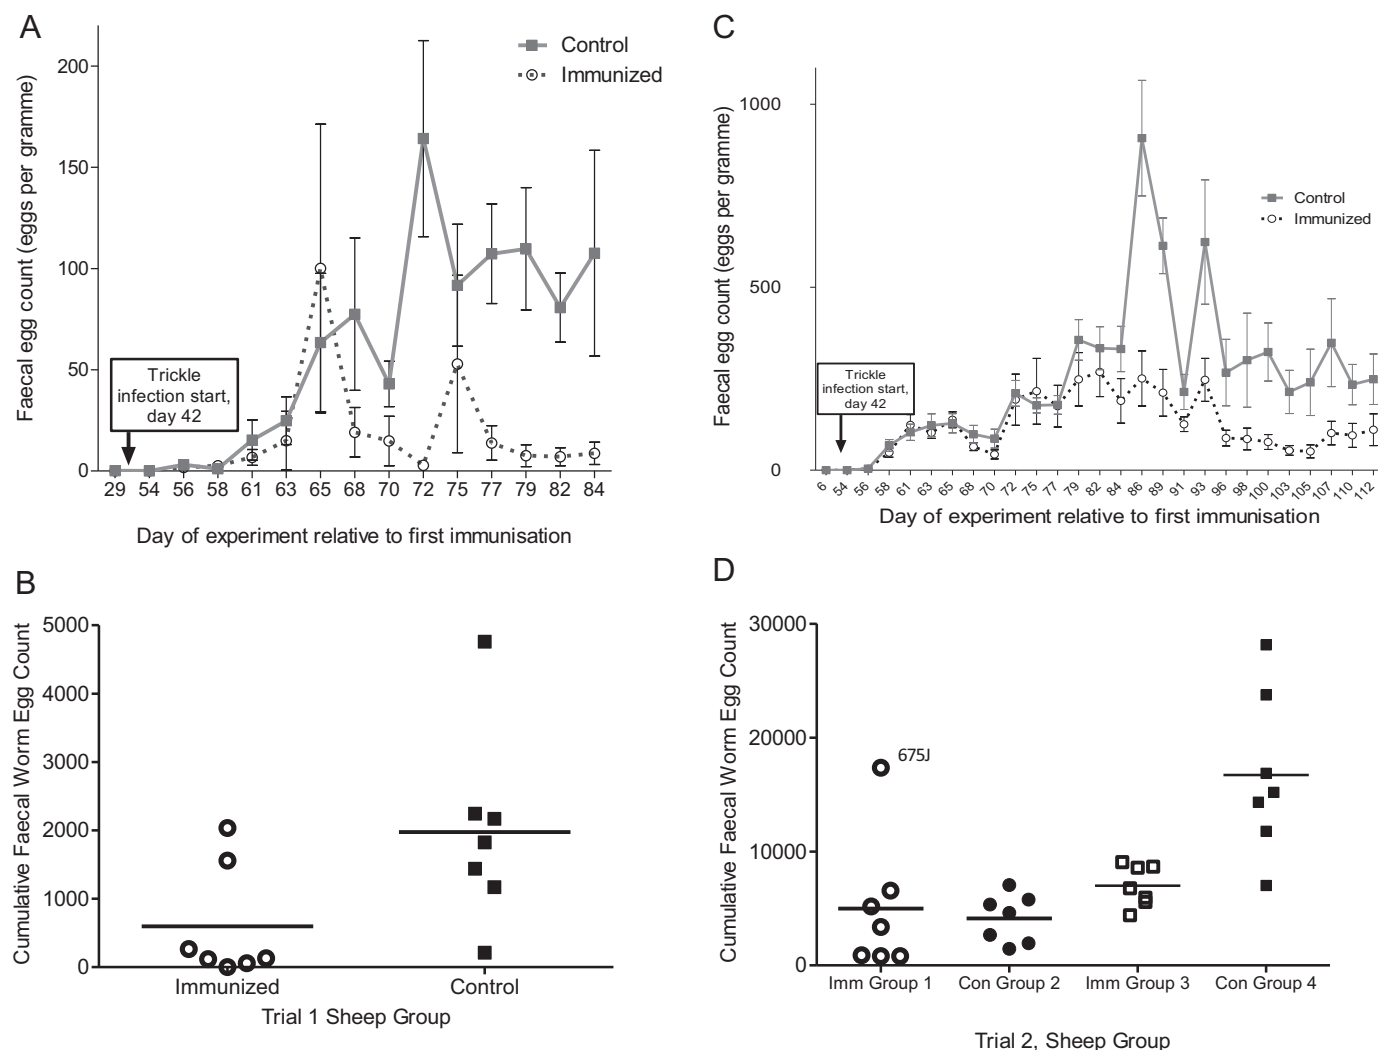 A
Faecal egg count (eggs per gramme)
200
150
100
50
0
Control
Immunized
Trickle
infection start,
day 42
29 54 56 58 61 63 65 68 70 72 75 77 79 82 84
Day of experiment relative to first immunisation
C
Faecal egg count (eggs per gramme)
1000
500
0
Control
Immunized
Trickle
infection start,
day 42
6 54 56 58 61 63 65 68 70 72 75 77 79 82 84 86 89 91 93 96 98 100 103 105 107 110 112
Day of experiment relative to first immunisation
B
Cumulative Faecal Worm Egg Count
5000
4000
3000
2000
1000
0
Immunized Control
Trial 1 Sheep Group
D
Cumulative Faecal Worm Egg Count
30000
20000
10000
0
675J
Imm Group 1 Con Group 2 Imm Group 3 Con Group 4
Trial 2, Sheep Group